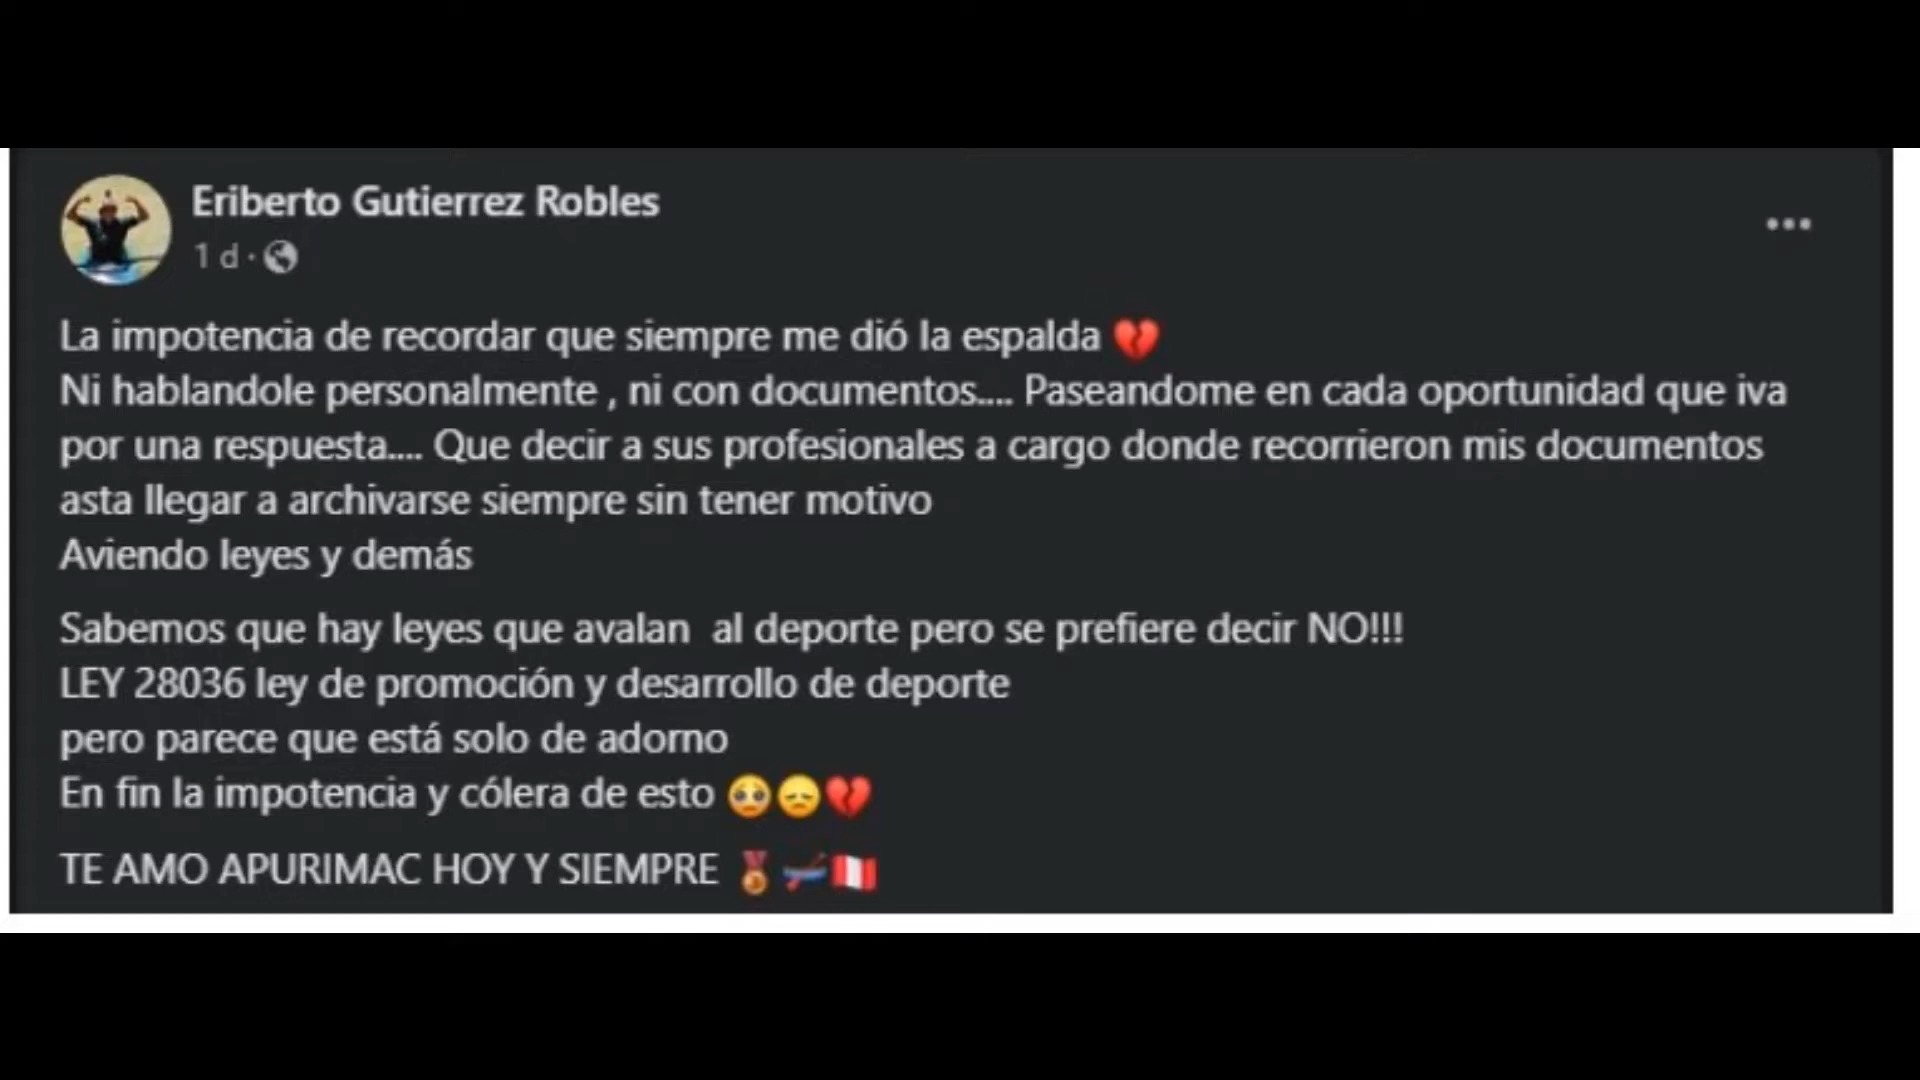 Eriberto Gutierrez Robles
1 d ·
La impotencia de recordar que siempre me dió la espalda 💔
Ni hablandole personalmente , ni con documentos.... Paseandome en cada oportunidad que iva
por una respuesta.... Que decir a sus profesionales a cargo donde recorrieron mis documentos
asta llegar a archivarse siempre sin tener motivo
Aviendo leyes y demás
Sabemos que hay leyes que avalan  al deporte pero se prefiere decir NO!!!
LEY 28036 ley de promoción y desarrollo de deporte
pero parece que está solo de adorno
En fin la impotencia y cólera de esto 🥺😞💔
TE AMO APURIMAC HOY Y SIEMPRE 🏅🛶🇵🇪